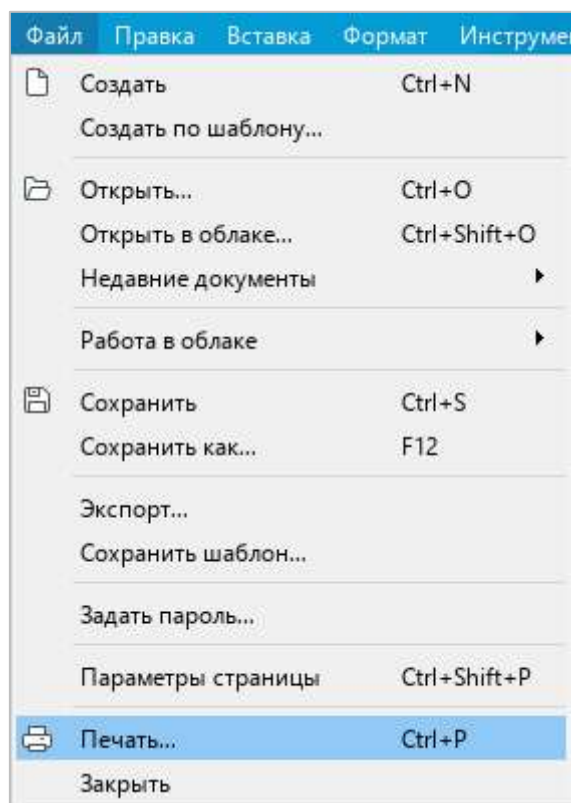 Файл Правка Вставка Формат
Создать Ctrl+N
Создать по шаблону...
Открыть... Ctrl+O
Открыть в облаке... Ctrl+Shift+O
Недавние документы
Работа в облаке
Сохранить Ctrl+S
Сохранить как... F12
Экспорт...
Сохранить шаблон...
Задать пароль...
Параметры страницы Ctrl+Shift+P
Печать... Ctrl+P
Закрыть